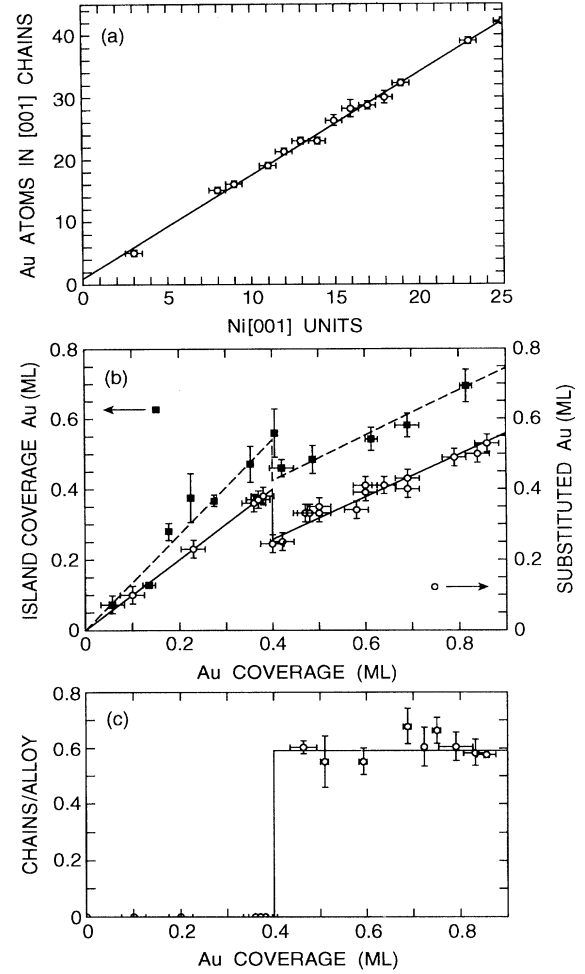 (a)
Au ATOMS IN [001] CHAINS
40
30
20
10
0
0 5 10 15 20 25
Ni[001] UNITS
(b)
ISLAND COVERAGE Au (ML)
SUBSTITUTED Au (ML)
0.8 0.8
0.6 0.6
0.4 0.4
0.2 0.2
0 0
0 0.2 0.4 0.6 0.8
Au COVERAGE (ML)
(c)
CHAINS/ALLOY
0.8
0.6
0.4
0.2
0
0 0.2 0.4 0.6 0.8
Au COVERAGE (ML)